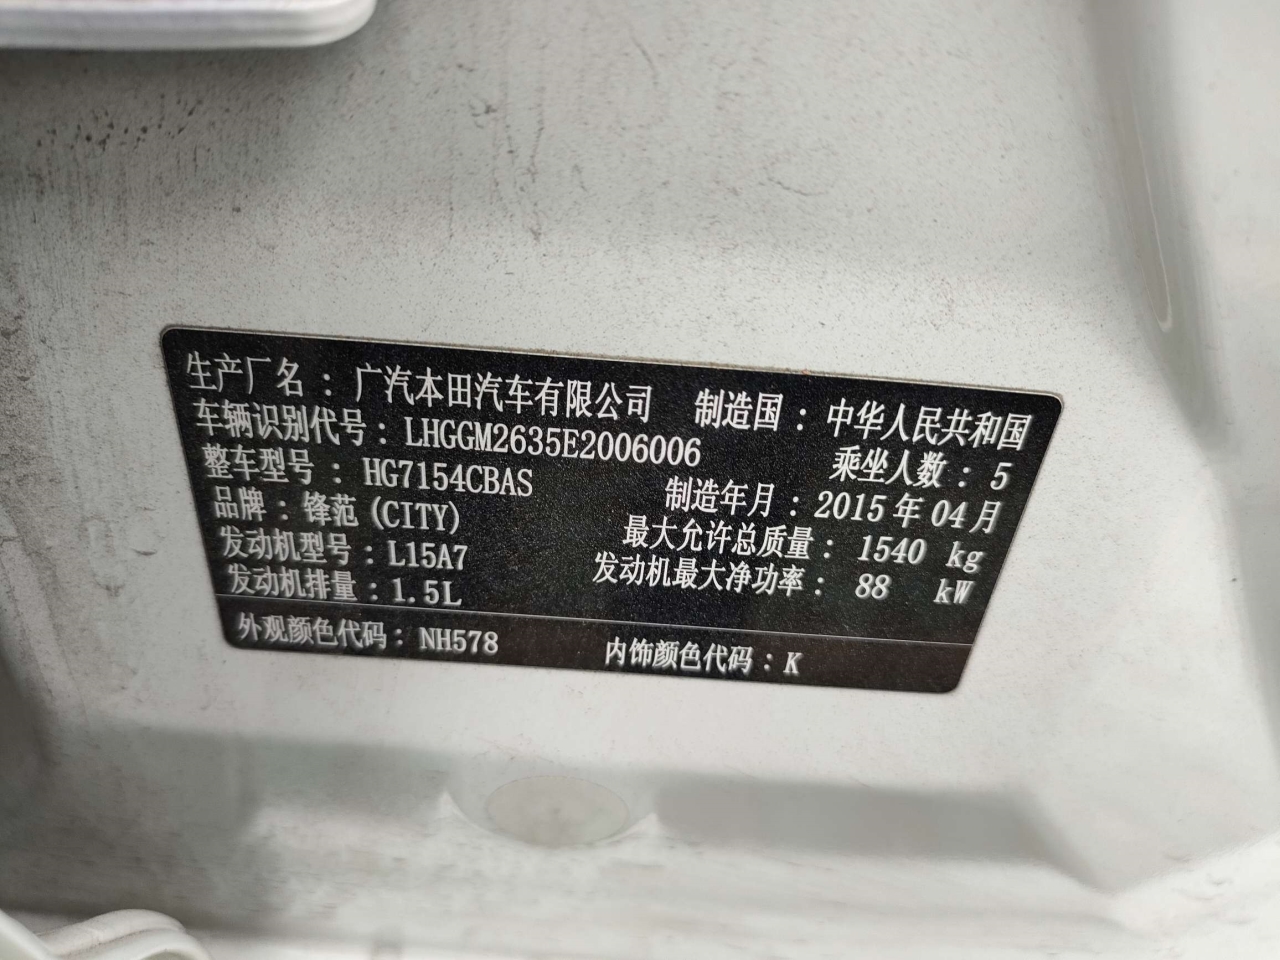 生产厂名：广汽本田汽车有限公司 制造国：中华人民共和国
车辆识别代号：LHGGM2635E2006006 乘坐人数：5
整车型号：HG7154CBAS 制造年月：2015年04月
品牌：锋范(CITY) 最大允许总质量：1540 kg
发动机型号：L15A7 发动机最大净功率：88 kW
发动机排量：1.5L
外观颜色代码：NH578 内饰颜色代码：K